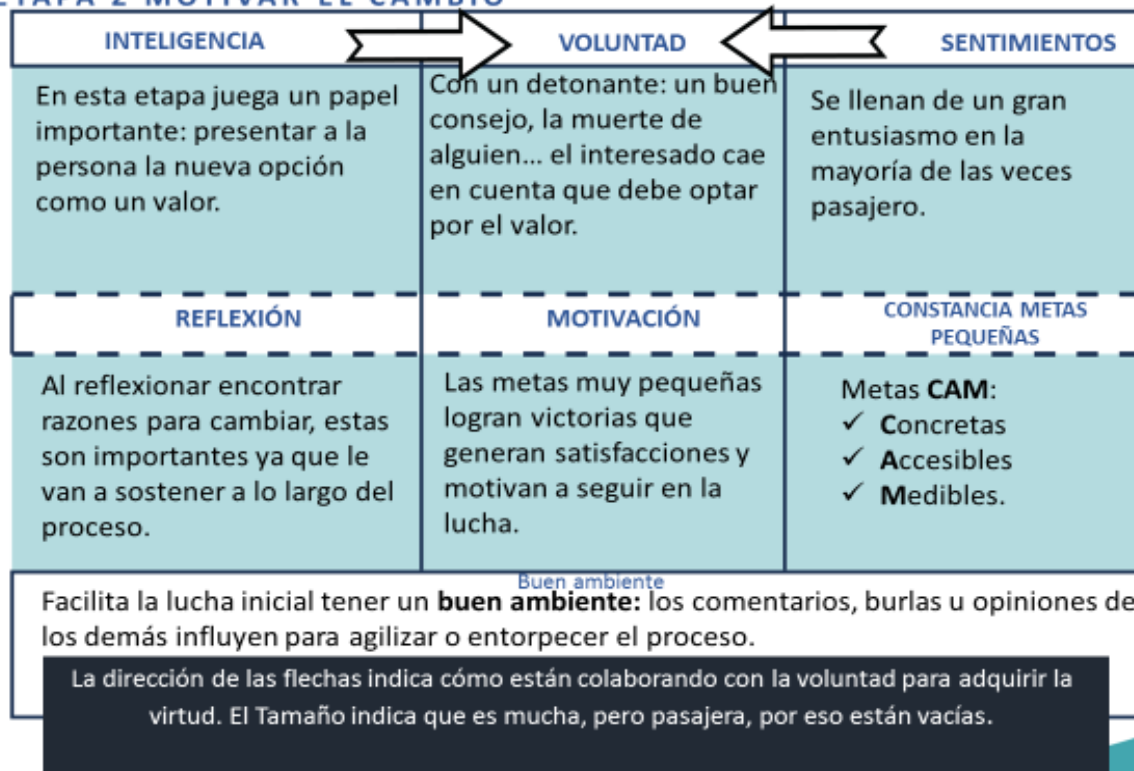 ETAPA 2 MOTIVAR EL CAMBIO
INTELIGENCIA
VOLUNTAD
SENTIMIENTOS
En esta etapa juega un papel
importante: presentar a la
persona la nueva opción
como un valor.
Con un detonante: un buen
consejo, la muerte de
alguien... el interesado cae
en cuenta que debe optar
por el valor.
Se llenan de un gran
entusiasmo en la
mayoría de las veces
pasajero.
REFLEXIÓN
MOTIVACIÓN
CONSTANCIA METAS
PEQUEÑAS
Al reflexionar encontrar
razones para cambiar, estas
son importantes ya que le
van a sostener a lo largo del
proceso.
Las metas muy pequeñas
logran victorias que
generan satisfacciones y
motivan a seguir en la
lucha.
Metas CAM:
✓ Concretas
✓ Accesibles
✓ Medibles.
Buen ambiente
Facilita la lucha inicial tener un buen ambiente: los comentarios, burlas u opiniones de
los demás influyen para agilizar o entorpecer el proceso.
La dirección de las flechas indica cómo están colaborando con la voluntad para adquirir la
virtud. El Tamaño indica que es mucha, pero pasajera, por eso están vacías.